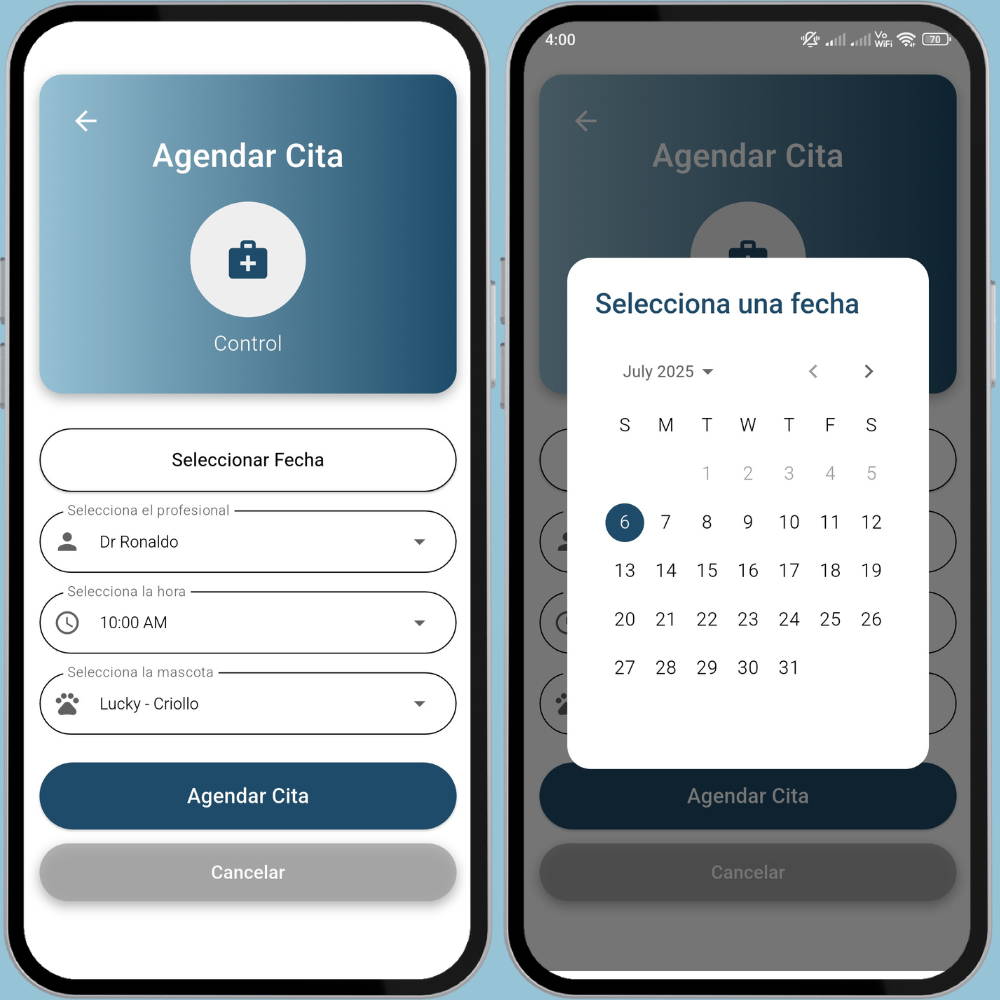 Agendar Cita
Control
Seleccionar Fecha
Selecciona el profesional
Dr Ronaldo
Selecciona la hora
10:00 AM
Selecciona la mascota
Lucky - Criollo
Agendar Cita
Cancelar
4:00
Vo WiFi
70
Agendar Cita
Selecciona una fecha
July 2025
S M T W T F S
1 2 3 4 5
6 7 8 9 10 11 12
13 14 15 16 17 18 19
20 21 22 23 24 25 26
27 28 29 30 31
Agendar Cita
Cancelar